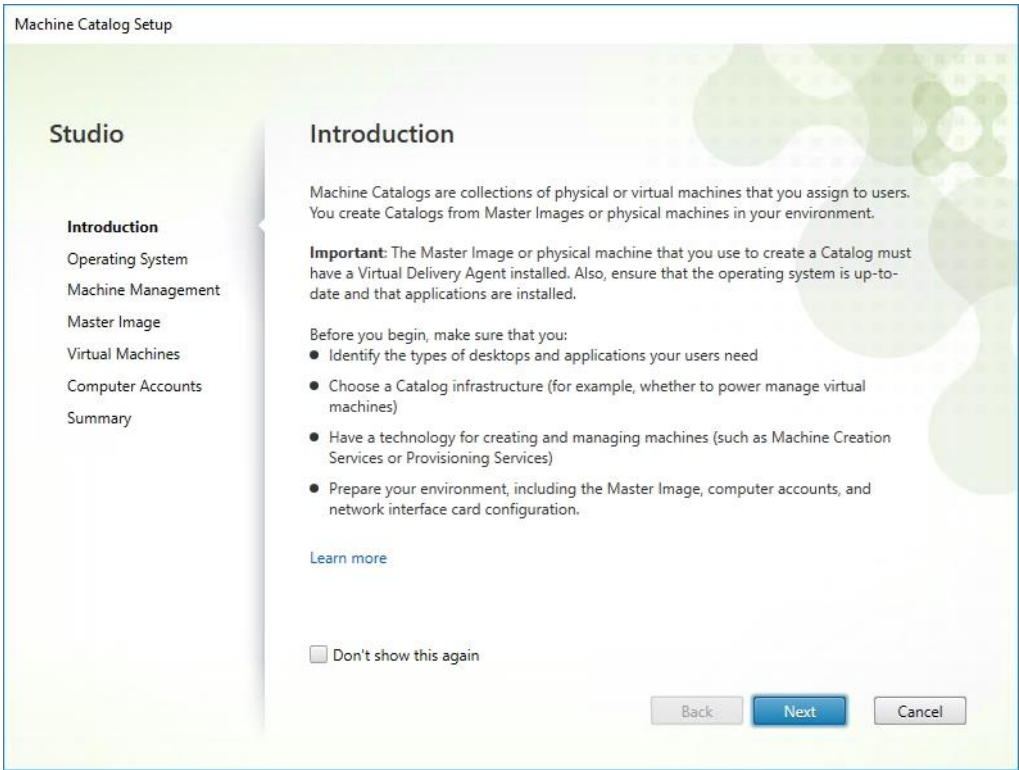 Machine Catalog Setup
Studio
Introduction
Operating System
Machine Management
Master Image
Virtual Machines
Computer Accounts
Summary
Introduction
Machine Catalogs are collections of physical or virtual machines that you assign to users.
You create Catalogs from Master Images or physical machines in your environment.
Important: The Master Image or physical machine that you use to create a Catalog must
have a Virtual Delivery Agent installed. Also, ensure that the operating system is up-to-
date and that applications are installed.
Before you begin, make sure that you:
● Identify the types of desktops and applications your users need
● Choose a Catalog infrastructure (for example, whether to power manage virtual
machines)
● Have a technology for creating and managing machines (such as Machine Creation
Services or Provisioning Services)
● Prepare your environment, including the Master Image, computer accounts, and
network interface card configuration.
Learn more
Don't show this again
Back Next Cancel